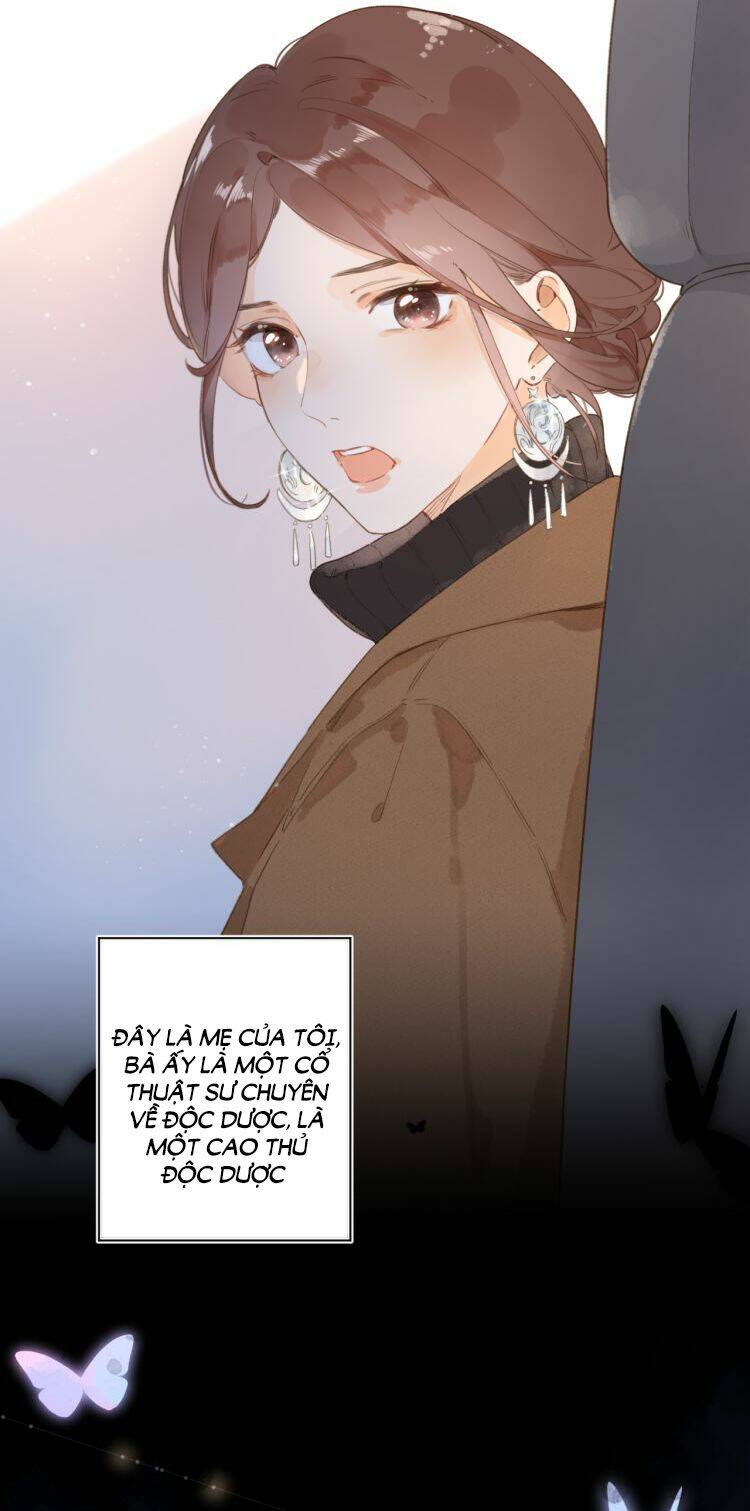 ĐÂY LÀ MẸ CỦA TÔI,
BÀ ẤY LÀ MỘT CỔ
THUẬT SƯ CHUYÊN
VỀ ĐỘC DƯỢC, LÀ
MỘT CAO THỦ
ĐỘC DƯỢC